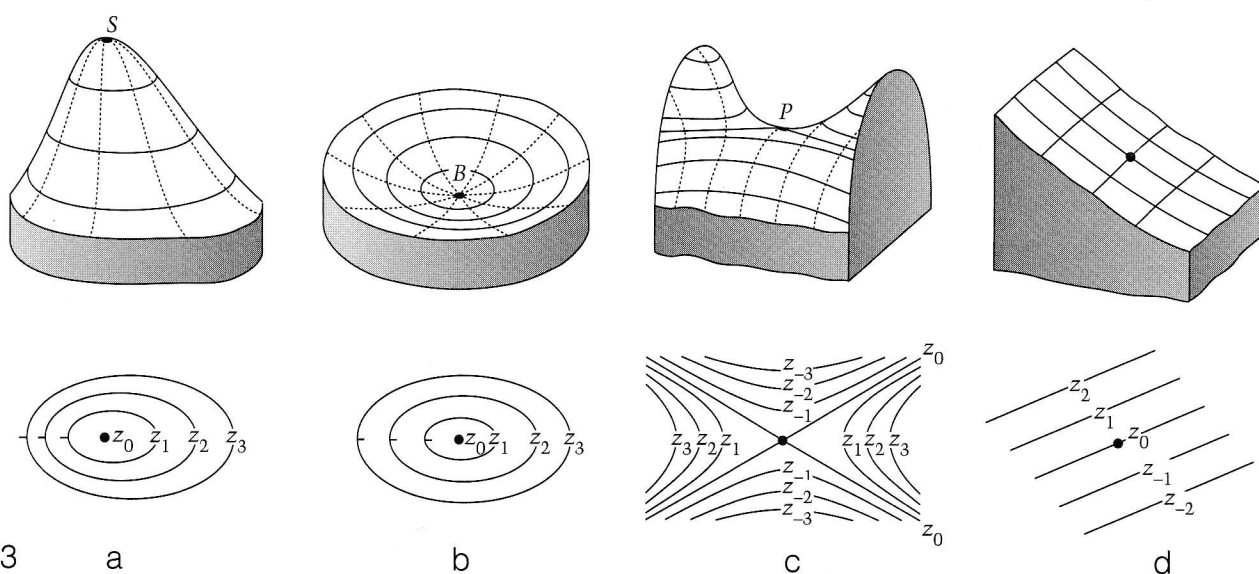 S
B
P
z₀ z₁ z₂ z₃
z₀ z₁ z₂ z₃
z₀
z₋₃
z₋₂
z₋₁
z₃ z₂ z₁ z₁ z₂ z₃
z₋₁
z₋₂
z₋₃
z₀
z₂
z₁
z₀
z₋₁
z₋₂
3 a b c d